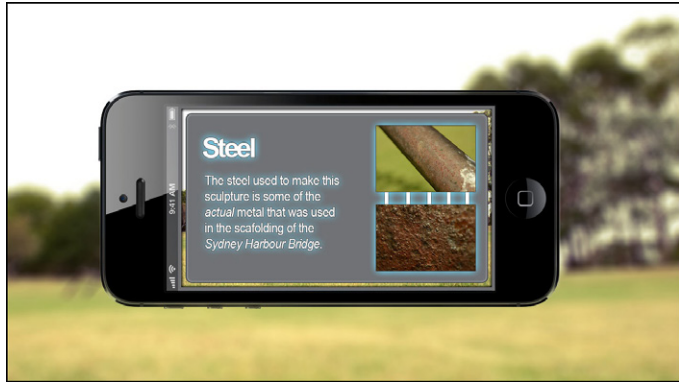 Steel
The steel used to make this
sculpture is some of the
actual metal that was used
in the scafolding of the
Sydney Harbour Bridge.
9:41 AM